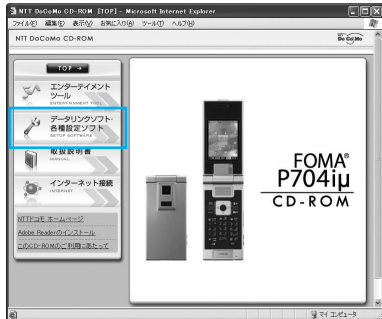 NTT DoCoMo CD-ROM [TOP] - Microsoft Internet Explorer
ファイル(F) 編集(E) 表示(V) お気に入り(A) ツール(T) ヘルプ(H)
NTT DoCoMo CD-ROM
DoCoMo
TOP →
エンターテイメント
ツール
ENTERTAINMENT TOOL
データリンクソフト・
各種設定ソフト
SETUP SOFTWARE
取扱説明書
MANUAL
インターネット接続
INTERNET
NTTドコモ ホームページ
Adobe Readerのインストール
このCD-ROMのご利用にあたって
FOMA®
P704iμ
CD-ROM
マイ コンピュータ